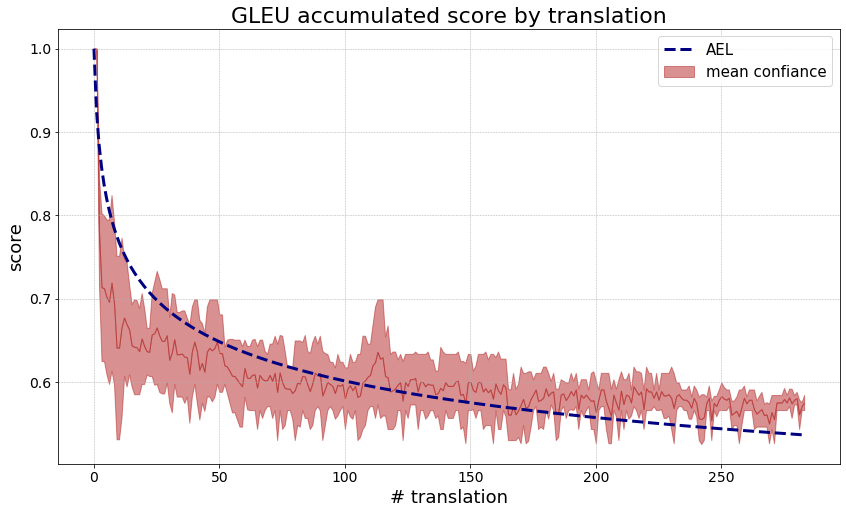 GLEU accumulated score by translation
AEL
mean confiance
score
1.0
0.9
0.8
0.7
0.6
0
50
100
150
200
250
# translation